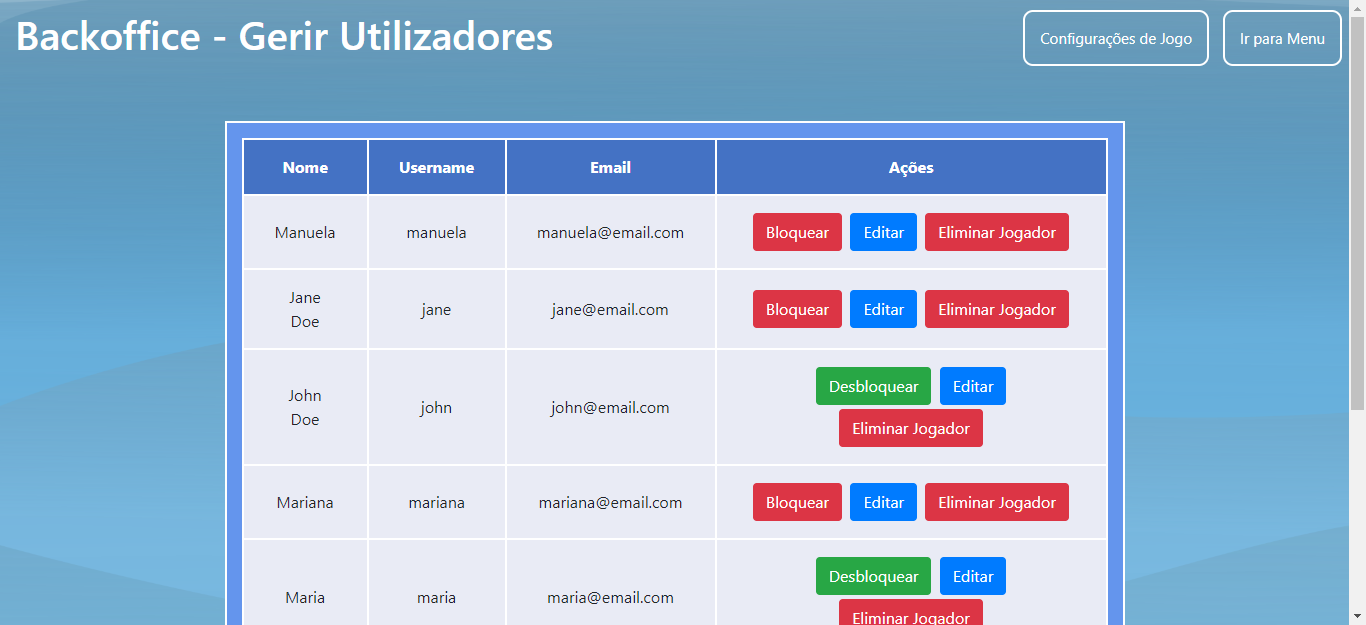 Backoffice - Gerir Utilizadores
Configurações de Jogo
Ir para Menu
Nome Username Email Ações
Manuela manuela manuela@email.com Bloquear Editar Eliminar Jogador
Jane
Doe
jane jane@email.com Bloquear Editar Eliminar Jogador
John
Doe
john john@email.com Desbloquear Editar
Eliminar Jogador
Mariana mariana mariana@email.com Bloquear Editar Eliminar Jogador
Maria maria maria@email.com Desbloquear Editar
Eliminar Jogador